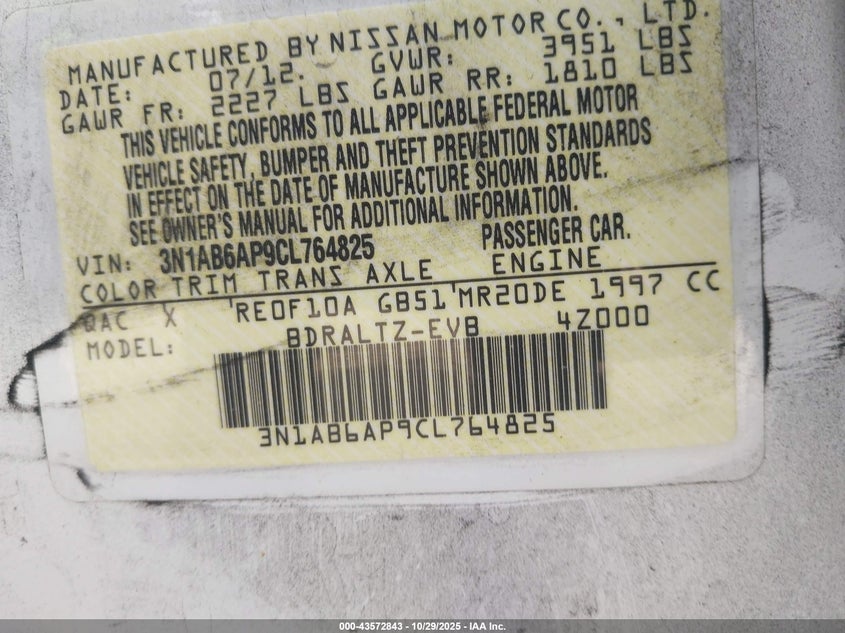 MANUFACTURED BY NISSAN MOTOR CO., LTD.
DATE: 07/12. GVWR: 3951 LBS
GAWR FR: 2227 LBS GAWR RR: 1810 LBS
THIS VEHICLE CONFORMS TO ALL APPLICABLE FEDERAL MOTOR
VEHICLE SAFETY, BUMPER AND THEFT PREVENTION STANDARDS
IN EFFECT ON THE DATE OF MANUFACTURE SHOWN ABOVE.
SEE OWNER'S MANUAL FOR ADDITIONAL INFORMATION.
VIN: 3N1AB6AP9CL764825 PASSENGER CAR.
COLOR TRIM TRANS AXLE ENGINE
QAC X RE0F10A GB51 MR20DE 1997 CC
MODEL: BDRALTZ-EVB 4Z000
3N1AB6AP9CL764825
000-43572843 - 10/29/2025 - IAA Inc.